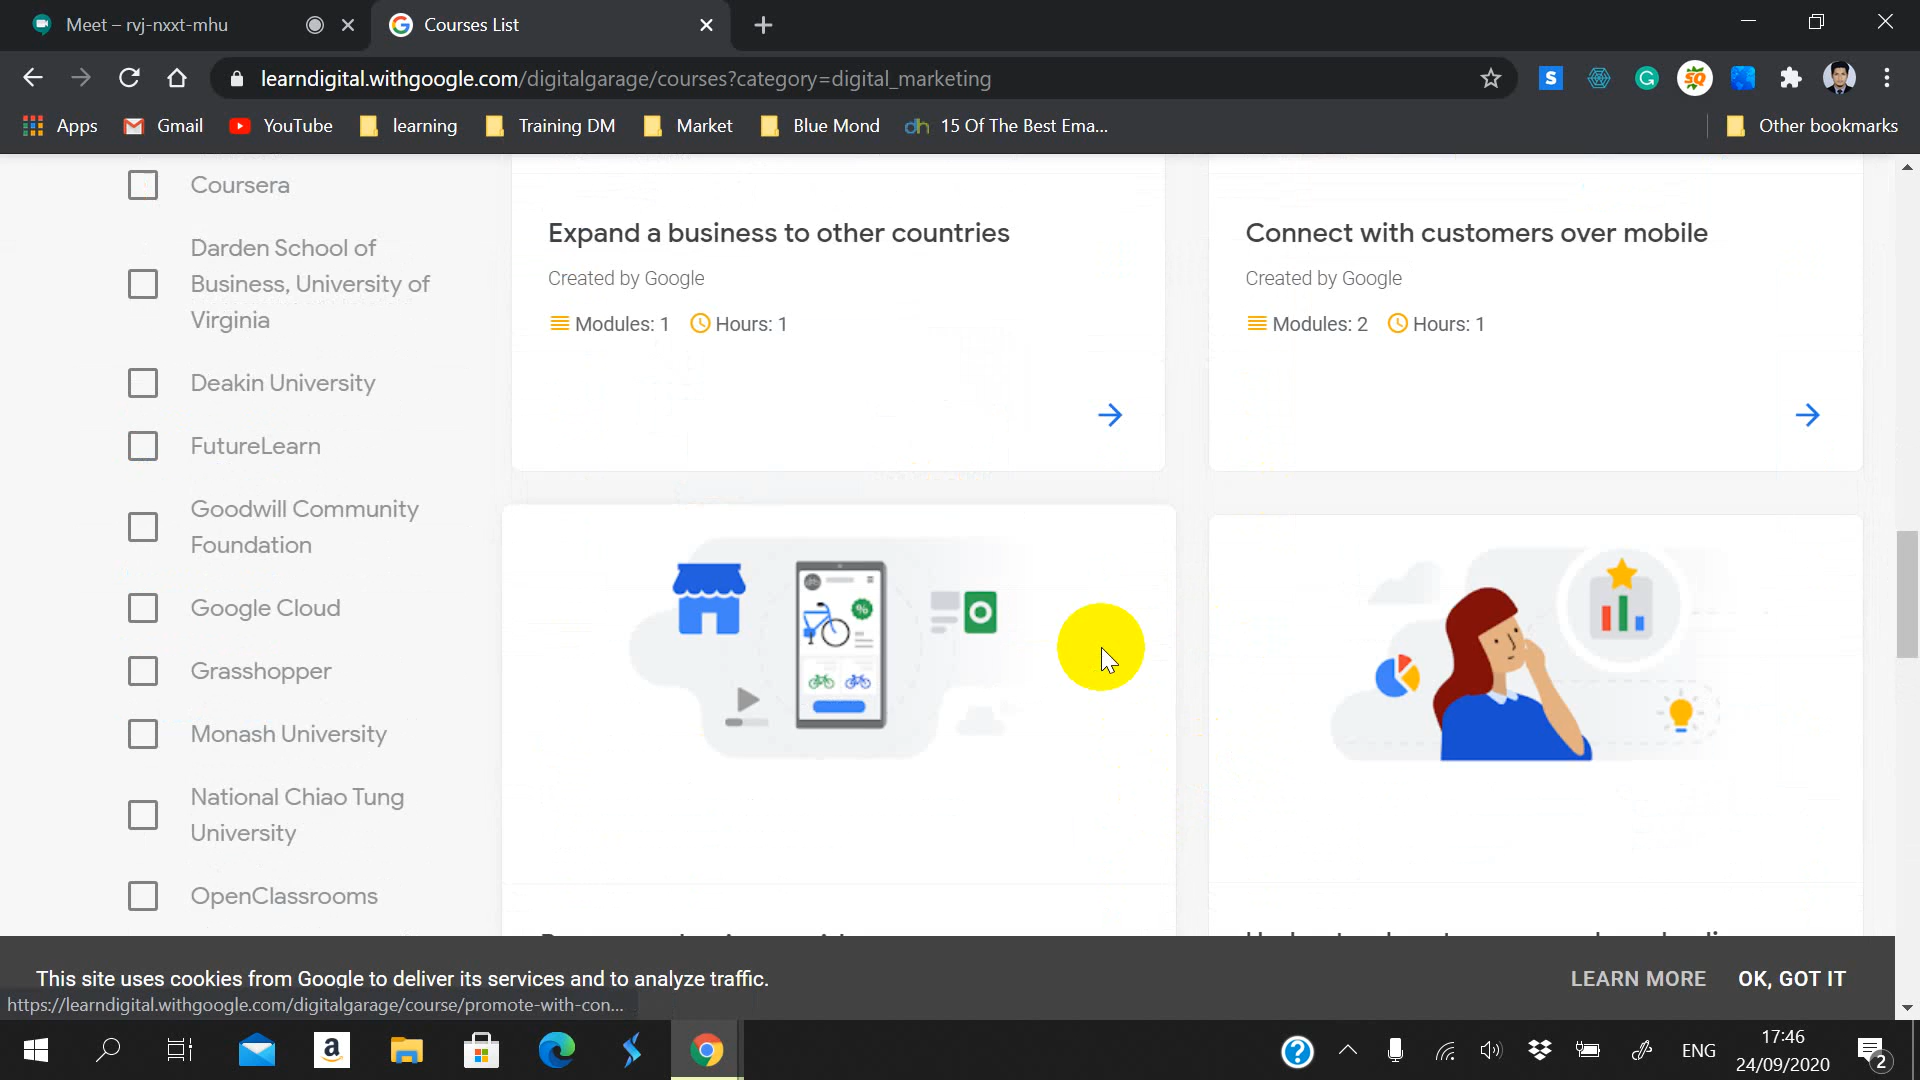 Meet – rvj-nxxt-mhu
Courses List
learndigital.withgoogle.com/digitalgarage/courses?category=digital_marketing
Apps
Gmail
YouTube
learning
Training DM
Market
Blue Mond
dh
15 Of The Best Ema...
Other bookmarks
Coursera
Darden School of
Business, University of
Virginia
Deakin University
FutureLearn
Goodwill Community
Foundation
Google Cloud
Grasshopper
Monash University
National Chiao Tung
University
OpenClassrooms
Expand a business to other countries
Created by Google
Modules: 1 Hours: 1
Connect with customers over mobile
Created by Google
Modules: 2 Hours: 1
This site uses cookies from Google to deliver its services and to analyze traffic.
LEARN MORE
OK, GOT IT
https://learndigital.withgoogle.com/digitalgarage/course/promote-with-con...
ENG
17:46
24/09/2020
2